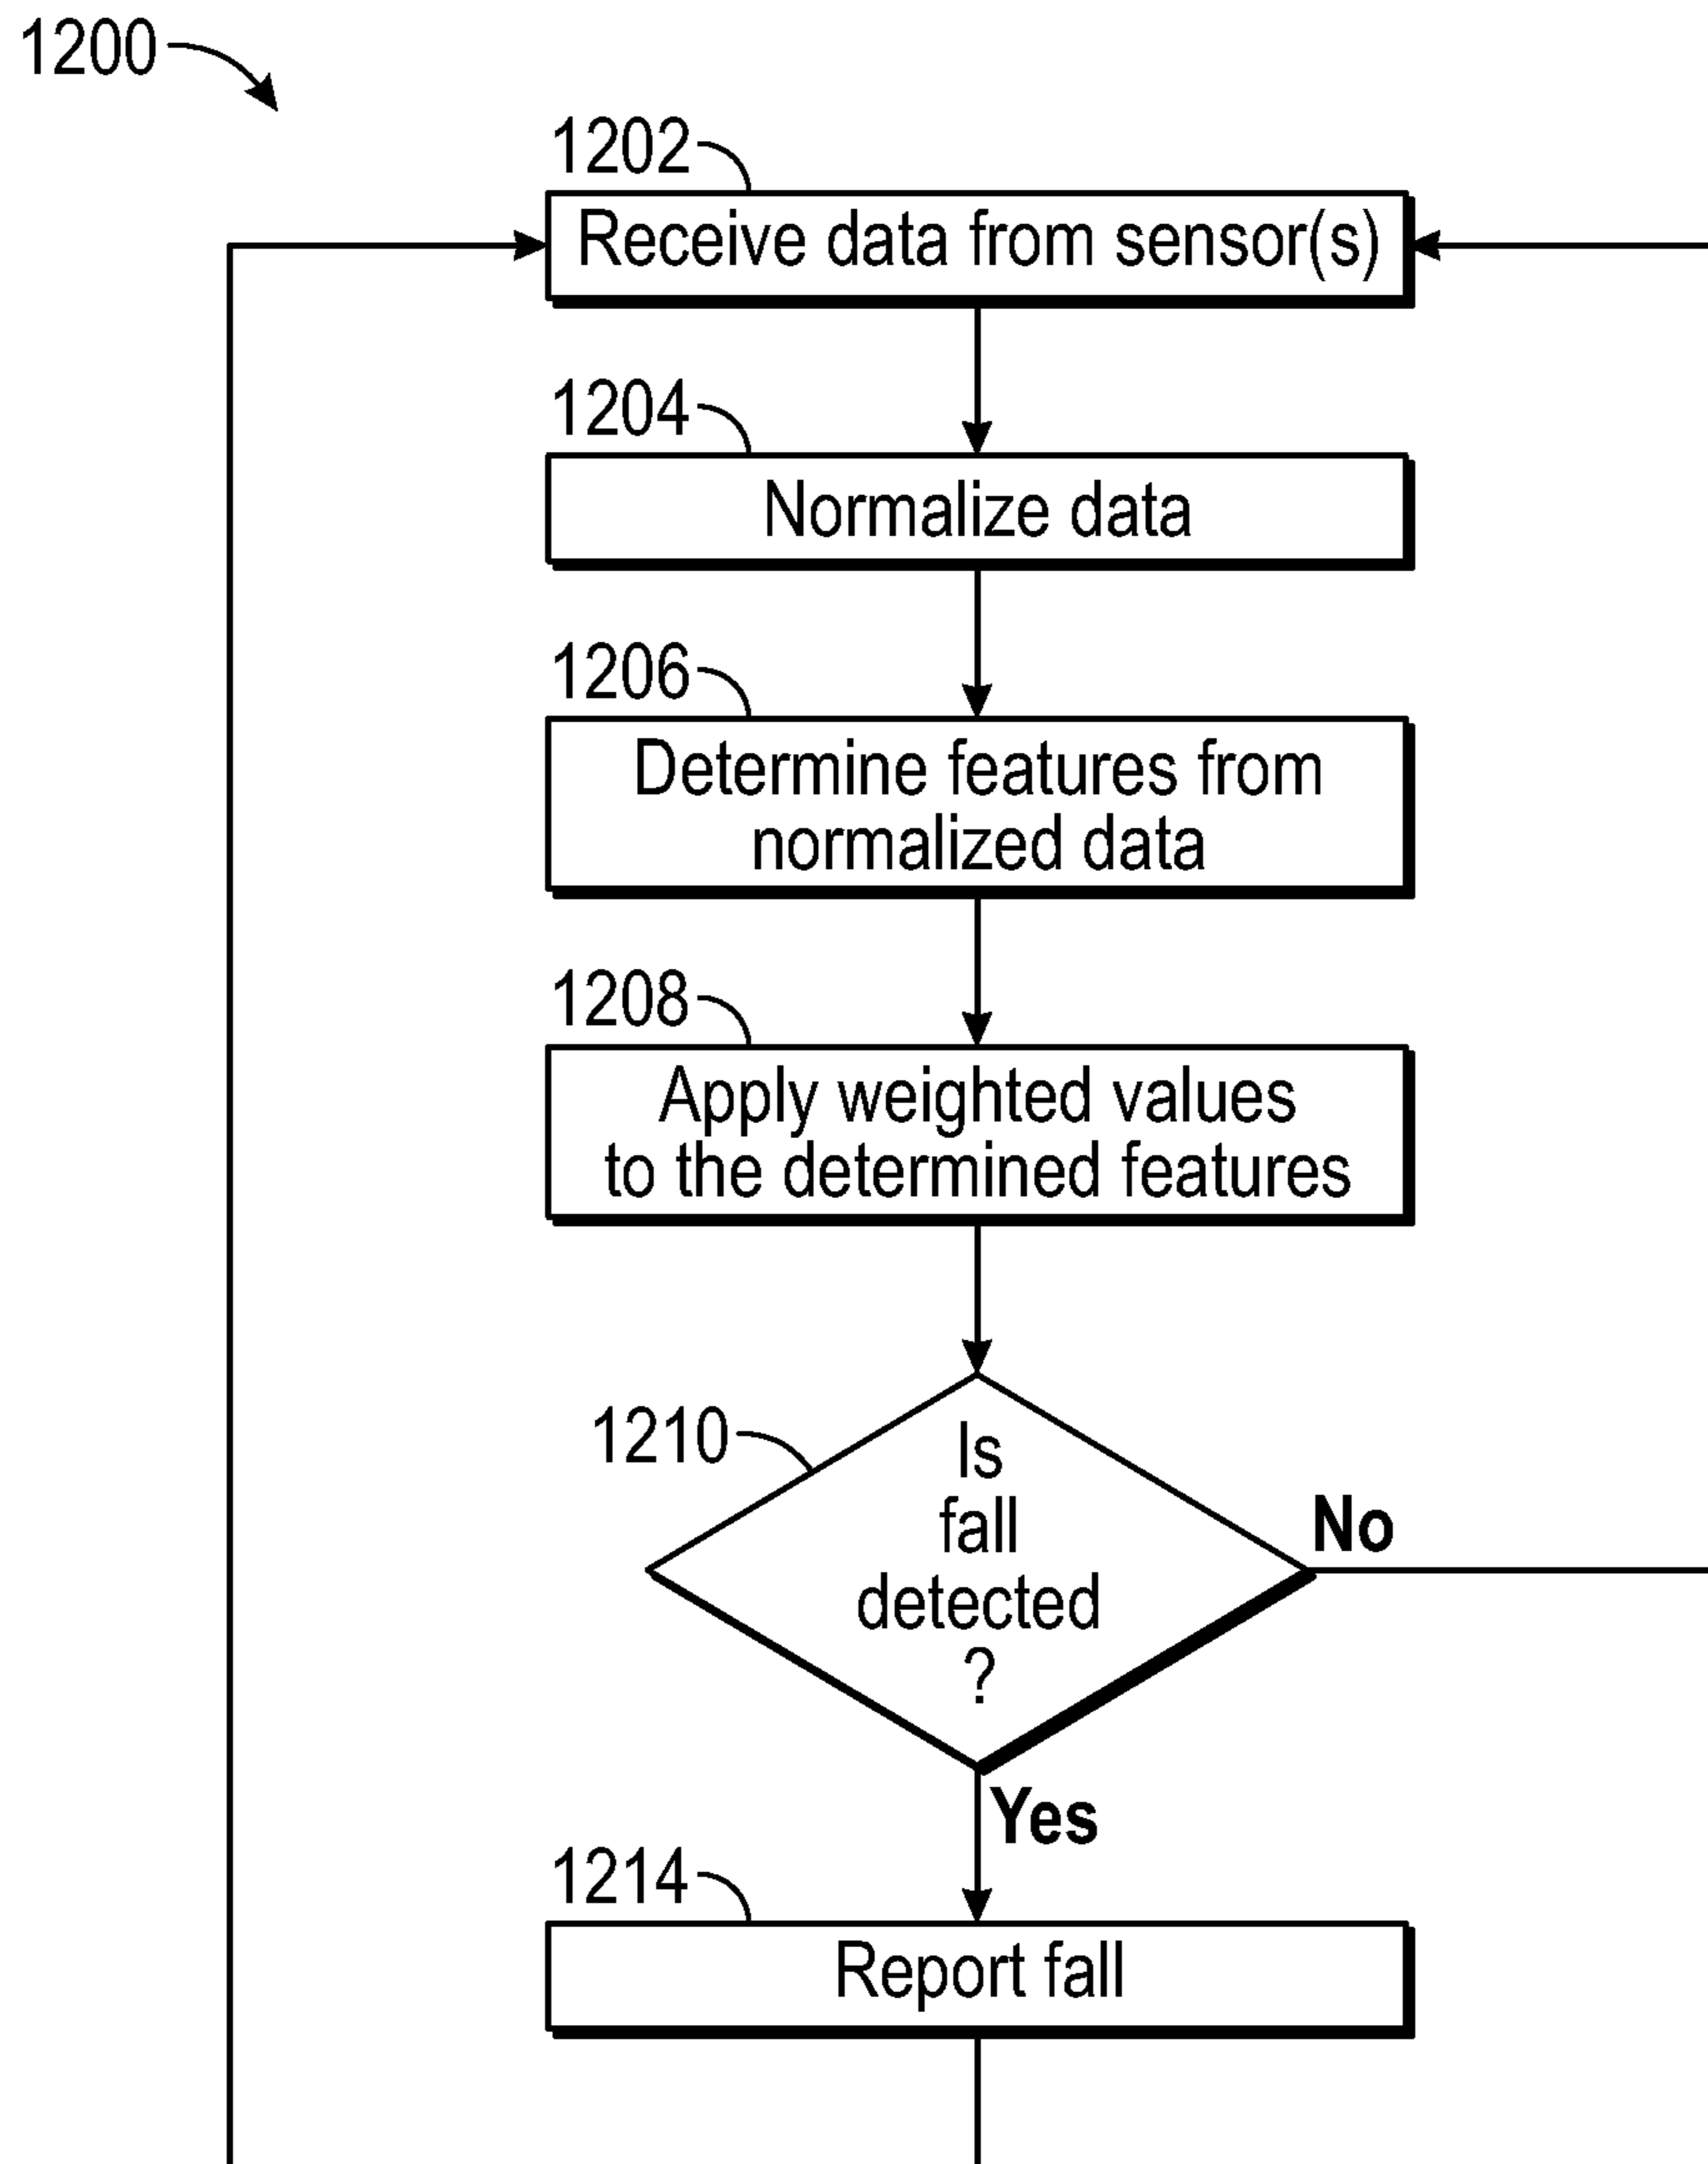 1200
1202
Receive data from sensor(s)
1204
Normalize data
1206
Determine features from
normalized data
1208
Apply weighted values
to the determined features
1210
Is
fall
detected
?
No
Yes
1214
Report fall